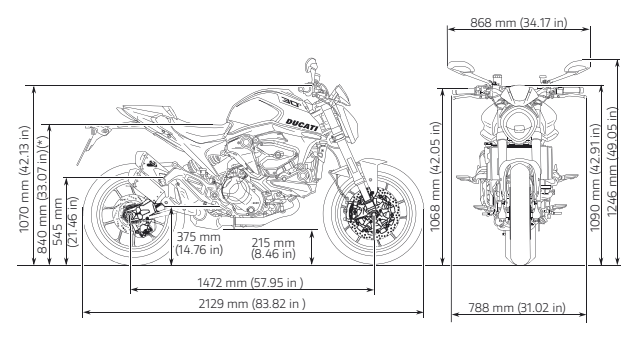 868 mm (34.17 in)
DUCATI
1070 mm (42.13 in)
840 mm (33.07 in)(*)
545 mm
(21.46 in)
375 mm
(14.76 in)
215 mm
(8.46 in)
1068 mm (42.05 in)
1090 mm (42.91 in)
1246 mm (49.05 in)
1472 mm (57.95 in )
2129 mm (83.82 in )
788 mm (31.02 in)